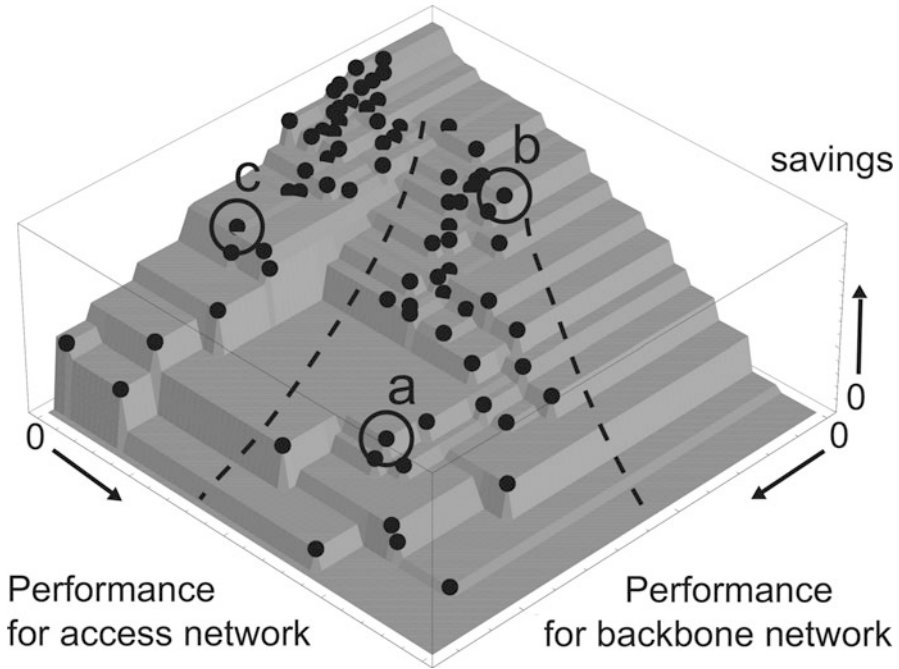 b
savings
c
a
0
0
0
Performance
for access network
Performance
for backbone network